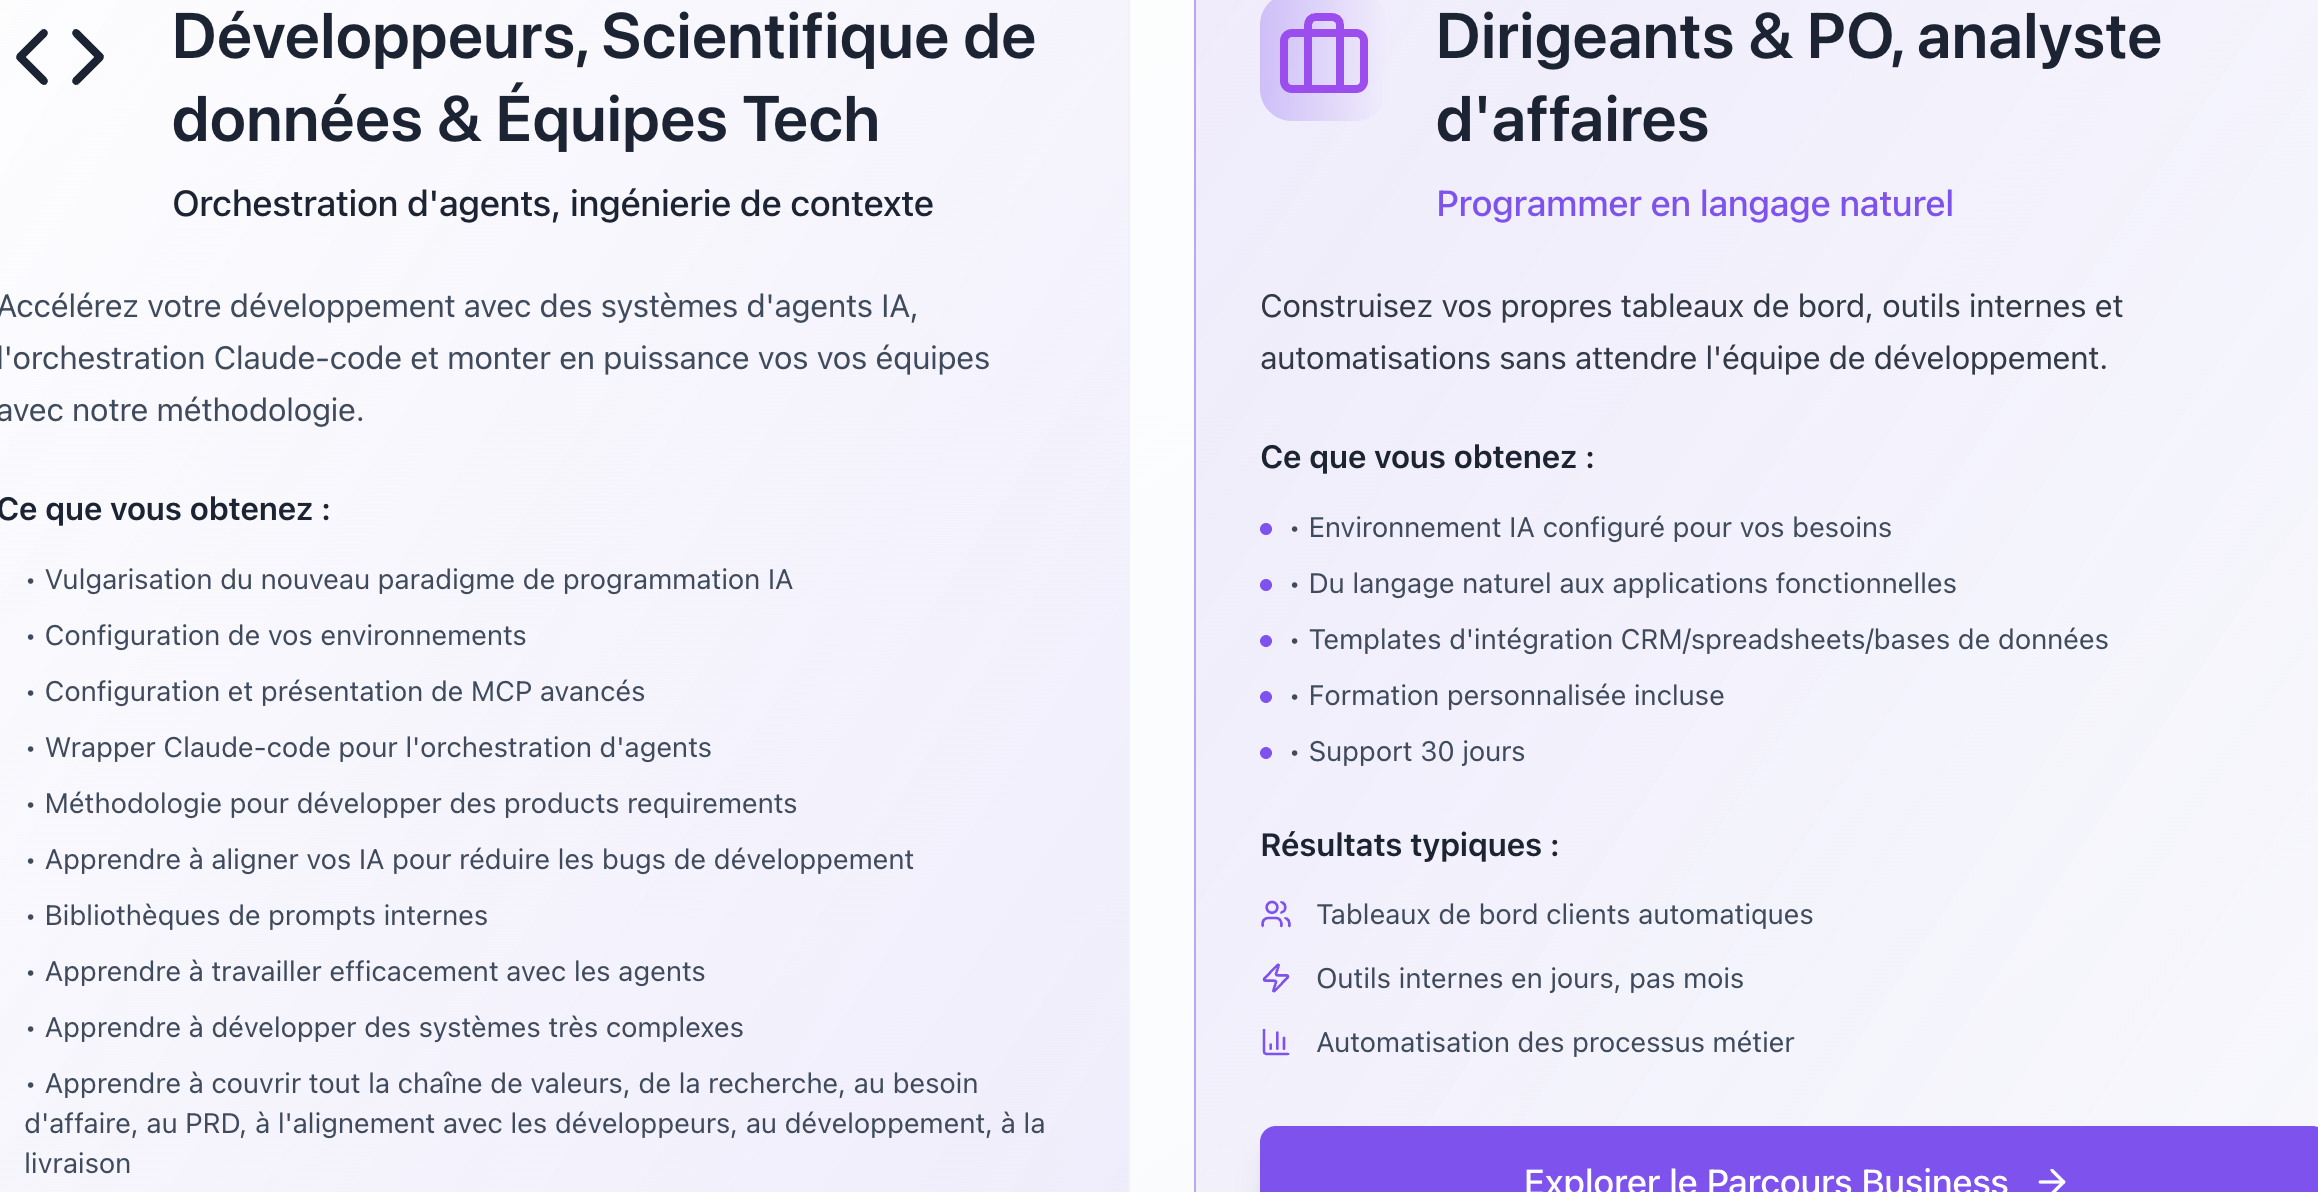 Développeurs, Scientifique de
données & Équipes Tech
Orchestration d'agents, ingénierie de contexte
Accélérez votre développement avec des systèmes d'agents IA,
l'orchestration Claude-code et monter en puissance vos vos équipes
avec notre méthodologie.
Ce que vous obtenez :
• Vulgarisation du nouveau paradigme de programmation IA
• Configuration de vos environnements
• Configuration et présentation de MCP avancés
• Wrapper Claude-code pour l'orchestration d'agents
• Méthodologie pour développer des products requirements
• Apprendre à aligner vos IA pour réduire les bugs de développement
• Bibliothèques de prompts internes
• Apprendre à travailler efficacement avec les agents
• Apprendre à développer des systèmes très complexes
• Apprendre à couvrir tout la chaîne de valeurs, de la recherche, au besoin
d'affaire, au PRD, à l'alignement avec les développeurs, au développement, à la
livraison
Dirigeants & PO, analyste
d'affaires
Programmer en langage naturel
Construisez vos propres tableaux de bord, outils internes et
automatisations sans attendre l'équipe de développement.
Ce que vous obtenez :
• Environnement IA configuré pour vos besoins
• Du langage naturel aux applications fonctionnelles
• Templates d'intégration CRM/spreadsheets/bases de données
• Formation personnalisée incluse
• Support 30 jours
Résultats typiques :
Tableaux de bord clients automatiques
Outils internes en jours, pas mois
Automatisation des processus métier
Explorer le Parcours Business →